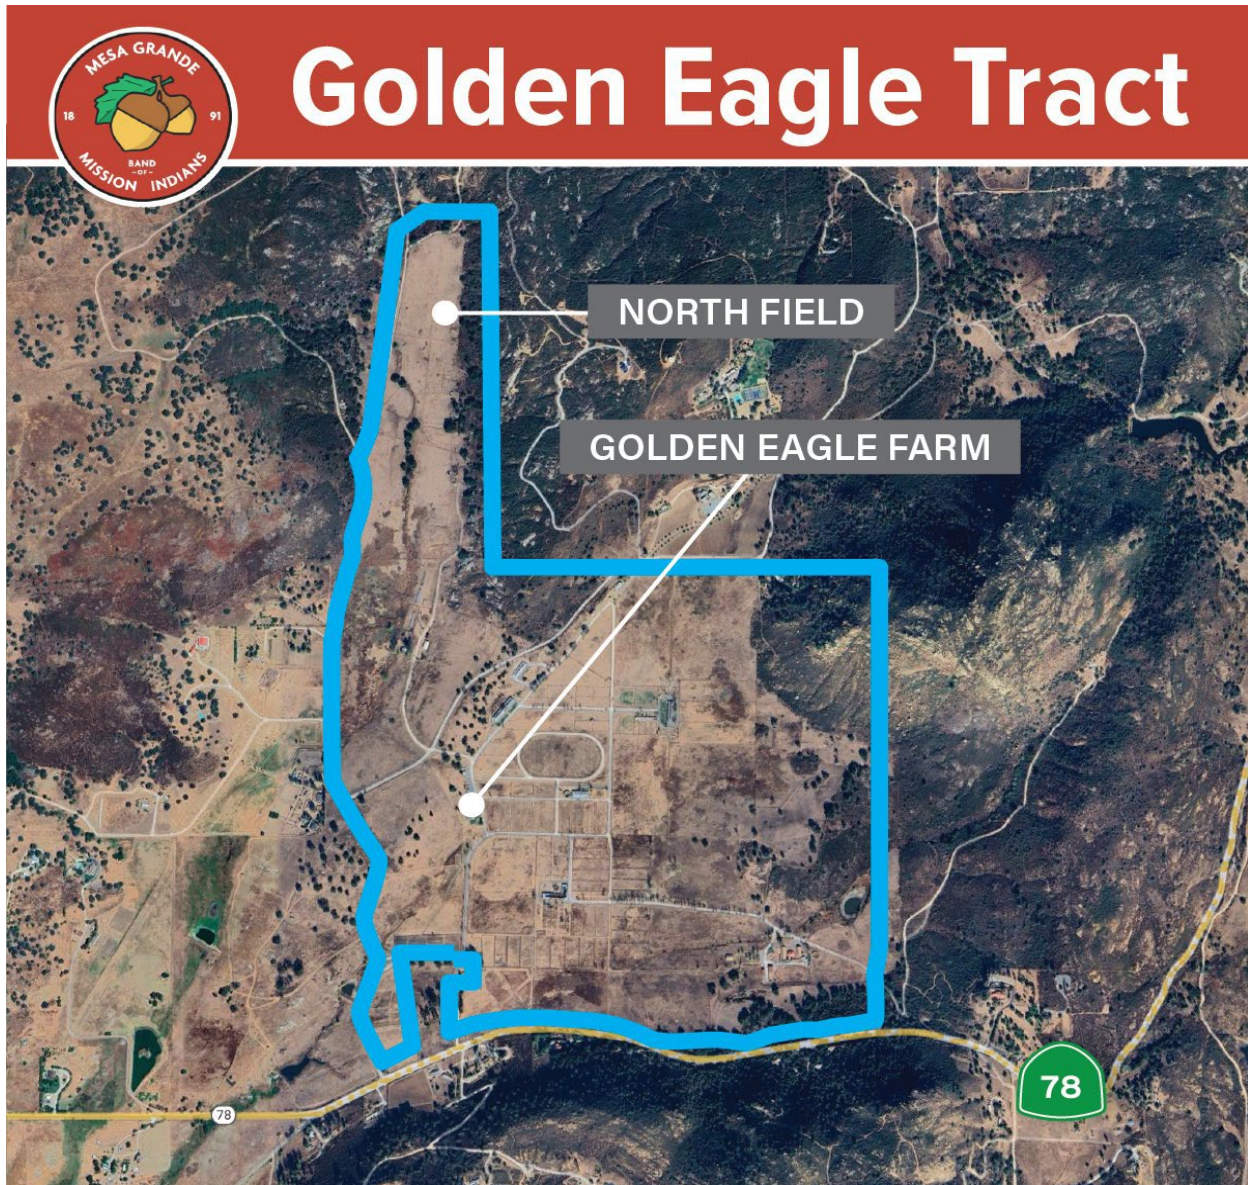 MESA GRANDE
18 91
BAND
-OF-
MISSION INDIANS
Golden Eagle Tract
NORTH FIELD
GOLDEN EAGLE FARM
78
78